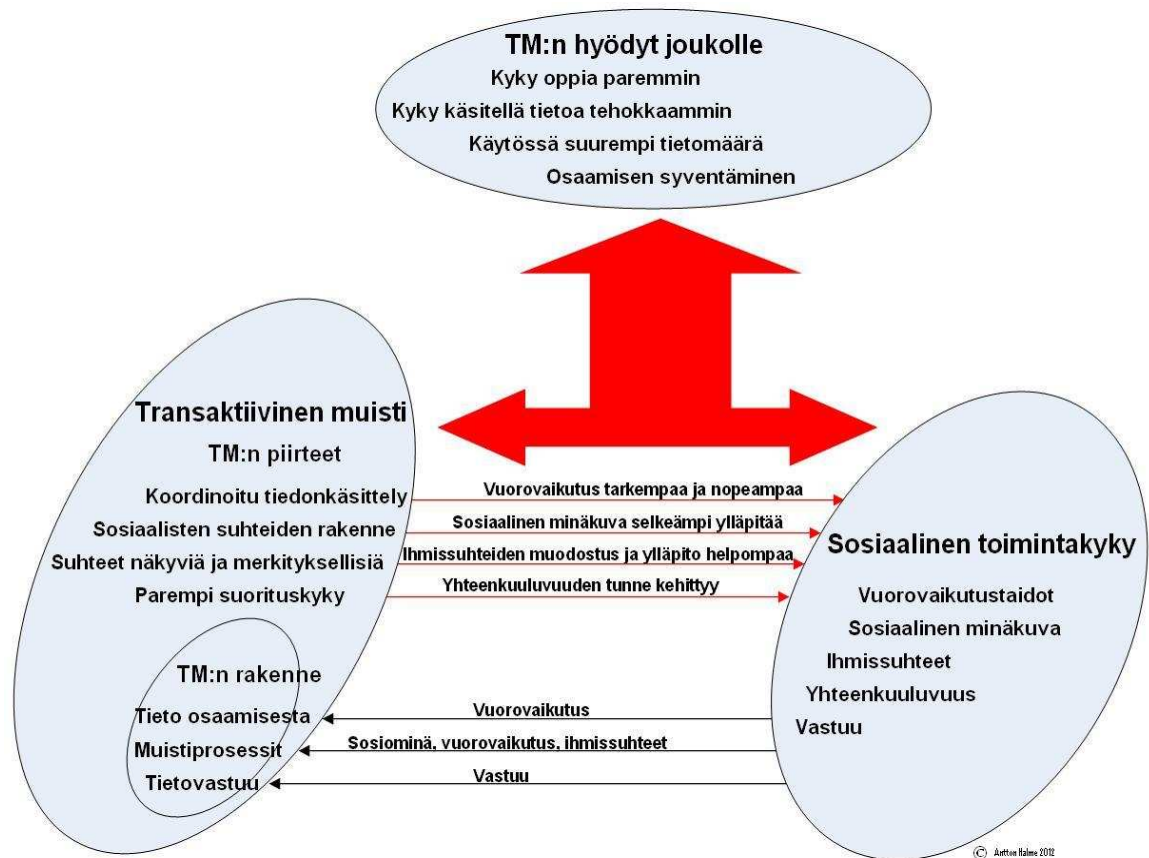 TM:n hyödyt joukolle
Kyky oppia paremmin
Kyky käsitellä tietoa tehokkaammin
Käytössä suurempi tietomäärä
Osaamisen syventäminen
Transaktiivinen muisti
TM:n piirteet
Koordinoitu tiedonkäsittely
Sosiaalisten suhteiden rakenne
Suhteet näkyviä ja merkityksellisiä
Parempi suorituskyky
TM:n rakenne
Tieto osaamisesta
Muistiprosessit
Tietovastuu
Vuorovaikutus tarkempaa ja nopeampaa
Sosiaalinen minäkuva selkeämpi ylläpitää
Ihmissuhteiden muodostus ja ylläpito helpompaa
Yhteenkuuluvuuden tunne kehittyy
Vuorovaikutus
Sosiominä, vuorovaikutus, ihmissuhteet
Vastuu
Sosiaalinen toimintakyky
Vuorovaikutustaidot
Sosiaalinen minäkuva
Ihmissuhteet
Yhteenkuuluvuus
Vastuu
© Antton Halme 2012